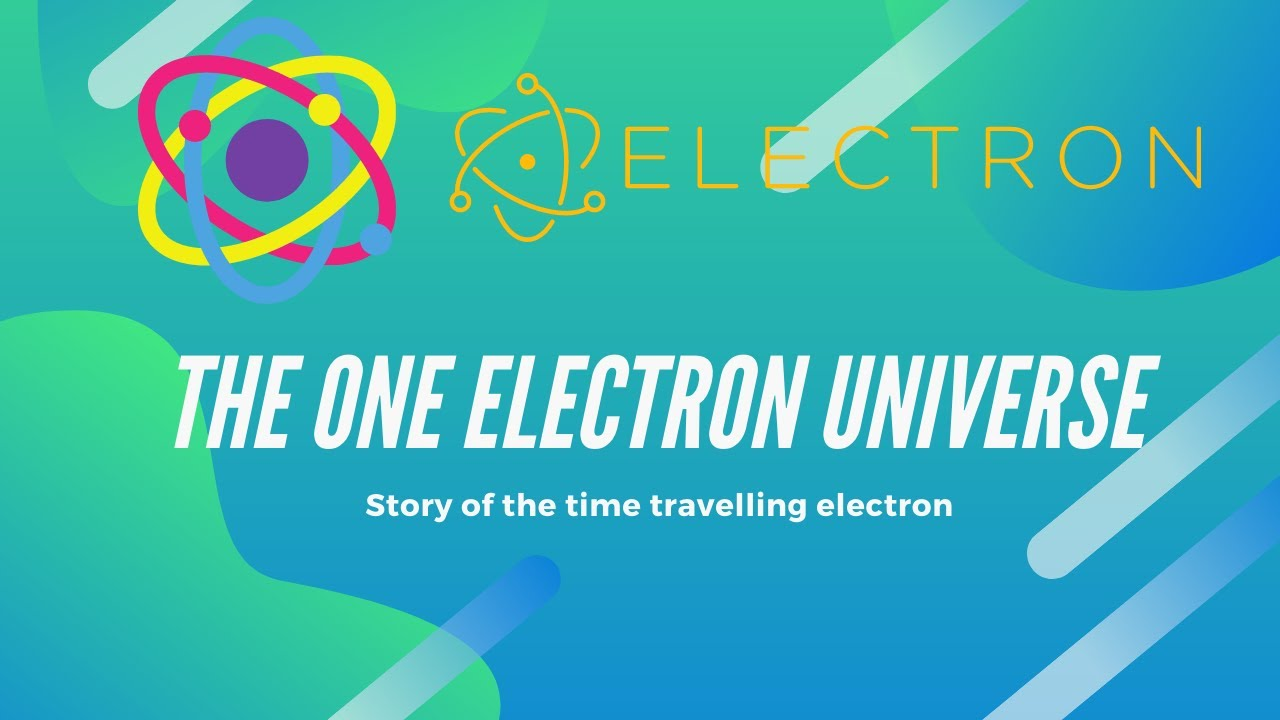 ELECTRON
THE ONE ELECTRON UNIVERSE
Story of the time travelling electron